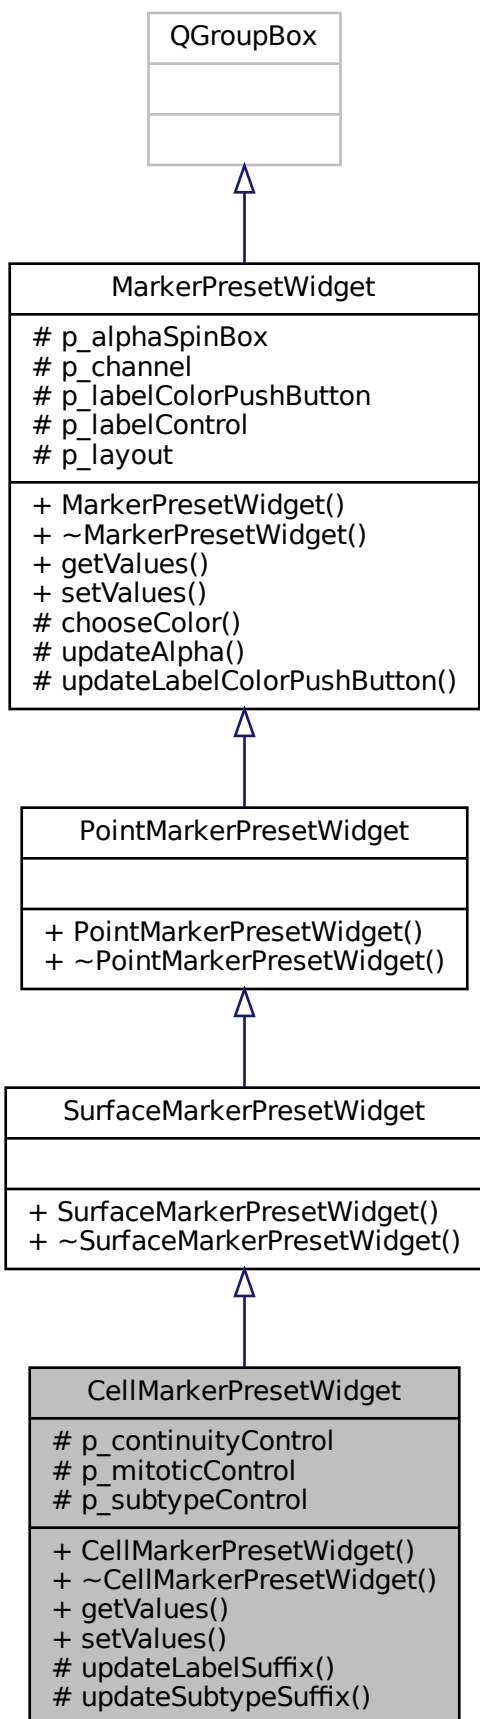 QGroupBox
MarkerPresetWidget
# p_alphaSpinBox
# p_channel
# p_labelColorPushButton
# p_labelControl
# p_layout
+ MarkerPresetWidget()
+ ~MarkerPresetWidget()
+ getValues()
+ setValues()
# chooseColor()
# updateAlpha()
# updateLabelColorPushButton()
PointMarkerPresetWidget
+ PointMarkerPresetWidget()
+ ~PointMarkerPresetWidget()
SurfaceMarkerPresetWidget
+ SurfaceMarkerPresetWidget()
+ ~SurfaceMarkerPresetWidget()
CellMarkerPresetWidget
# p_continuityControl
# p_mitoticControl
# p_subtypeControl
+ CellMarkerPresetWidget()
+ ~CellMarkerPresetWidget()
+ getValues()
+ setValues()
# updateLabelSuffix()
# updateSubtypeSuffix()